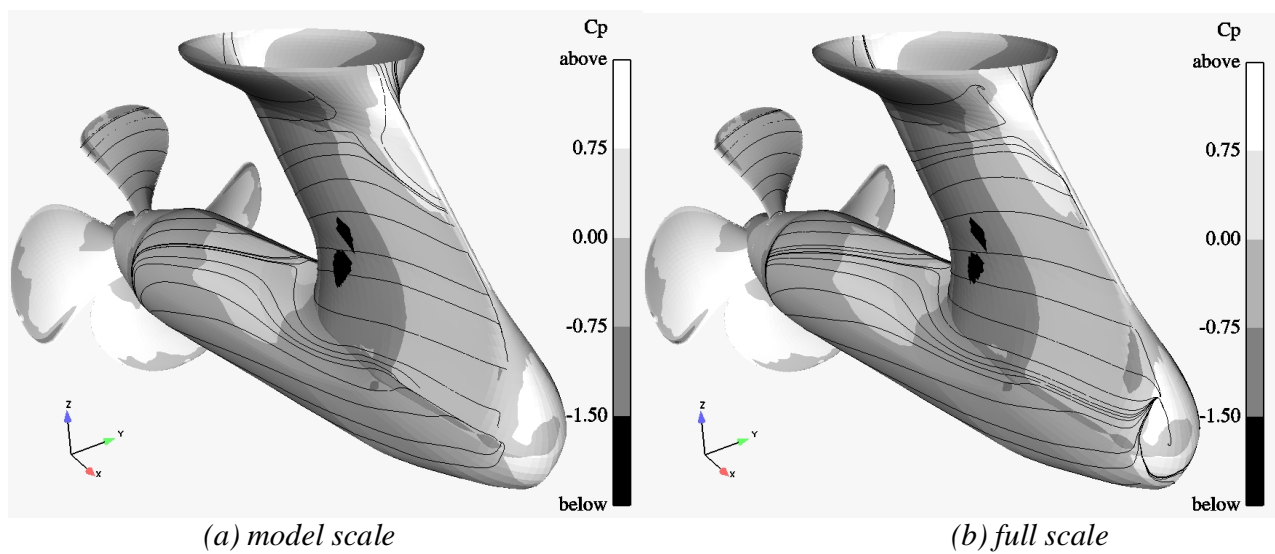 Cp
above
0.75
0.00
-0.75
-1.50
below
Z
Y
X
(a) model scale
Cp
above
0.75
0.00
-0.75
-1.50
below
Z
Y
X
(b) full scale